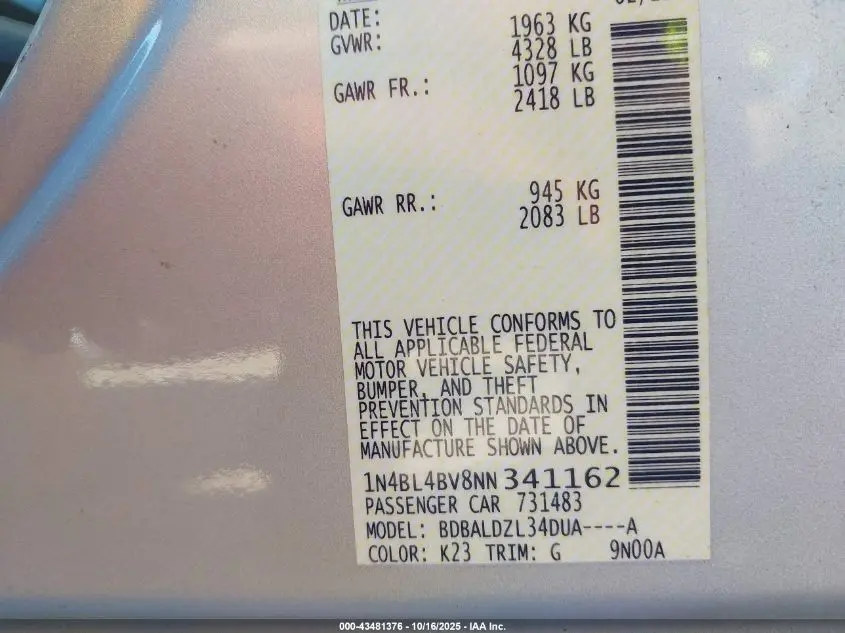 DATE:
1963 KG
GVWR:
4328 LB
1097 KG
GAWR FR.:
2418 LB
945 KG
GAWR RR.:
2083 LB
THIS VEHICLE CONFORMS TO
ALL APPLICABLE FEDERAL
MOTOR VEHICLE SAFETY,
BUMPER, AND THEFT
PREVENTION STANDARDS IN
EFFECT ON THE DATE OF
MANUFACTURE SHOWN ABOVE.
1N4BL4BV8NN 341162
PASSENGER CAR 731483
MODEL: BDBALDZL34DUA----A
COLOR: K23 TRIM: G 9N00A
000-43481376 - 10/16/2025 - IAA Inc.